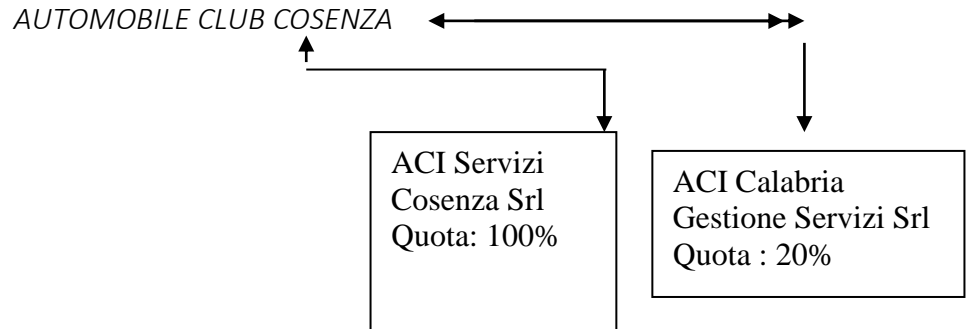 AUTOMOBILE CLUB COSENZA
ACI Servizi
Cosenza Srl
Quota: 100%
ACI Calabria
Gestione Servizi Srl
Quota : 20%